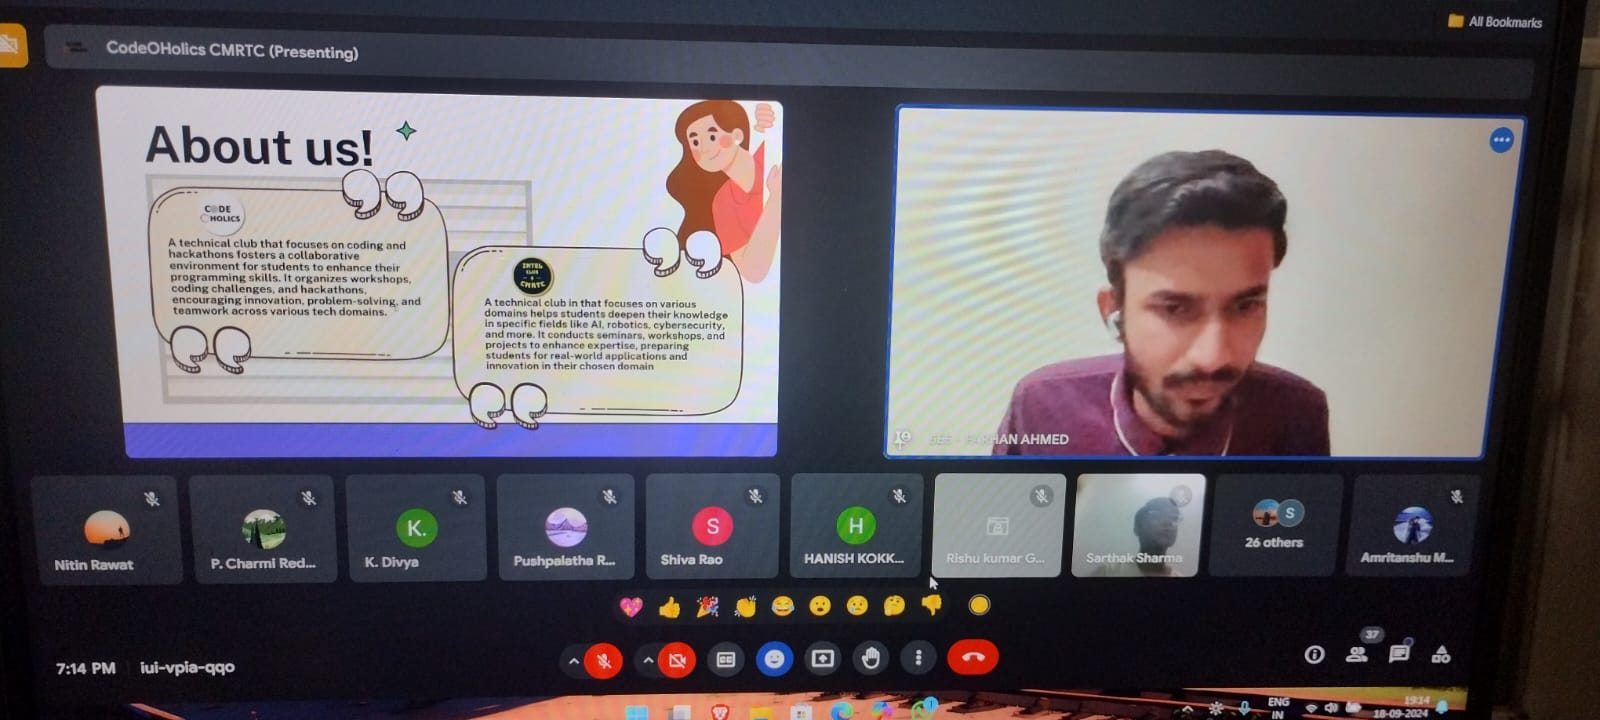 All Bookmarks
CodeOHolics CMRTC (Presenting)
About us!
CODE
HOLICS
A technical club that focuses on coding and
hackathons fosters a collaborative
environment for students to enhance their
programming skills. It organizes workshops,
coding challenges, and hackathons,
encouraging innovation, problem-solving, and
teamwork across various tech domains.
INTEL
CLUB
CMRTC
A technical club in that focuses on various
domains helps students deepen their knowledge
in specific fields like AI, robotics, cybersecurity,
and more. It conducts seminars, workshops, and
projects to enhance expertise, preparing
students for real-world applications and
innovation in their chosen domain
FARHAN AHMED
Nitin Rawat
P. Charmi Red...
K.
K. Divya
Pushpalatha R...
S
Shiva Rao
H
HANISH KOKK...
Rishu kumar G...
Sarthak Sharma
S
26 others
Amritanshu M...
7:14 PM
iui-vpia-qqo
CC
37
1
ENG
IN
19:14
18-09-2024